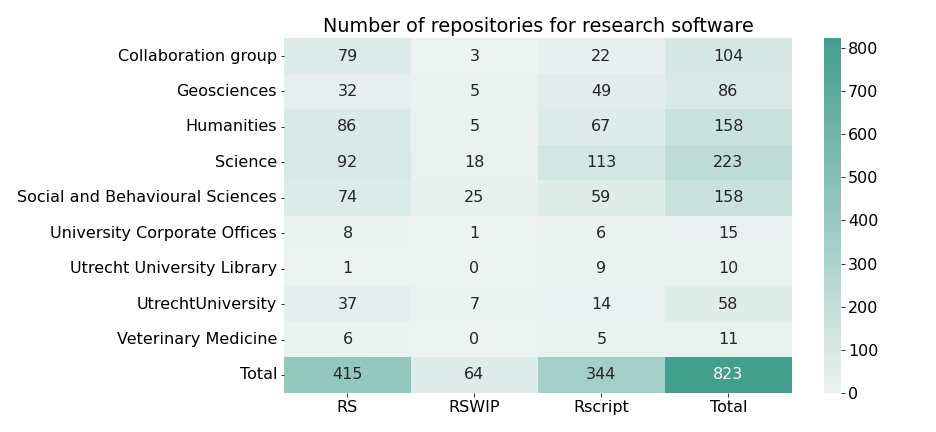 Number of repositories for research software
Collaboration group 79 3 22 104
Geosciences 32 5 49 86
Humanities 86 5 67 158
Science 92 18 113 223
Social and Behavioural Sciences 74 25 59 158
University Corporate Offices 8 1 6 15
Utrecht University Library 1 0 9 10
UtrechtUniversity 37 7 14 58
Veterinary Medicine 6 0 5 11
Total 415 64 344 823
RS RSWIP Rscript Total
800
700
600
500
400
300
200
100
0